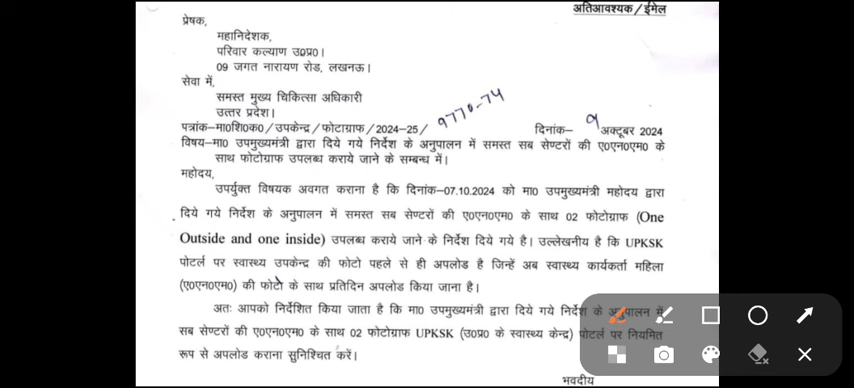 अतिआवश्यक/ईमेल
प्रेषक,
महानिदेशक,
परिवार कल्याण उ0प्र0।
09 जगत नारायण रोड, लखनऊ।
सेवा में,
समस्त मुख्य चिकित्सा अधिकारी
उत्तर प्रदेश।
पत्रांक–मा0शि0क0/उपकेन्द्र/फोटाग्राफ/2024–25/ 9770-74 दिनांक– 9 अक्टूबर 2024
विषय–मा0 उपमुख्यमंत्री द्वारा दिये गये निर्देश के अनुपालन में समस्त सब सेण्टरों की ए0एन0एम0 के
साथ फोटोग्राफ उपलब्ध कराये जाने के सम्बन्ध में।
महोदय,
उपर्युक्त विषयक अवगत कराना है कि दिनांक–07.10.2024 को मा0 उपमुख्यमंत्री महोदय द्वारा
दिये गये निर्देश के अनुपालन में समस्त सब सेण्टरों की ए0एन0एम0 के साथ 02 फोटोग्राफ (One
Outside and one inside) उपलब्ध कराये जाने के निर्देश दिये गये है। उल्लेखनीय है कि UPKSK
पोटर्ल पर स्वास्थ्य उपकेन्द्र की फोटो पहले से ही अपलोड है जिन्हें अब स्वास्थ्य कार्यकर्ता महिला
(ए0एन0एम0) की फोटो के साथ प्रतिदिन अपलोड किया जाना है।
अतः आपको निर्देशित किया जाता है कि मा0 उपमुख्यमंत्री द्वारा दिये गये निर्देश के अनुपालन में
सब सेण्टरों की ए0एन0एम0 के साथ 02 फोटोग्राफ UPKSK (उ0प्र0 के स्वास्थ्य केन्द्र) पोटर्ल पर नियमित
रूप से अपलोड कराना सुनिश्चित करें।
भवदीय